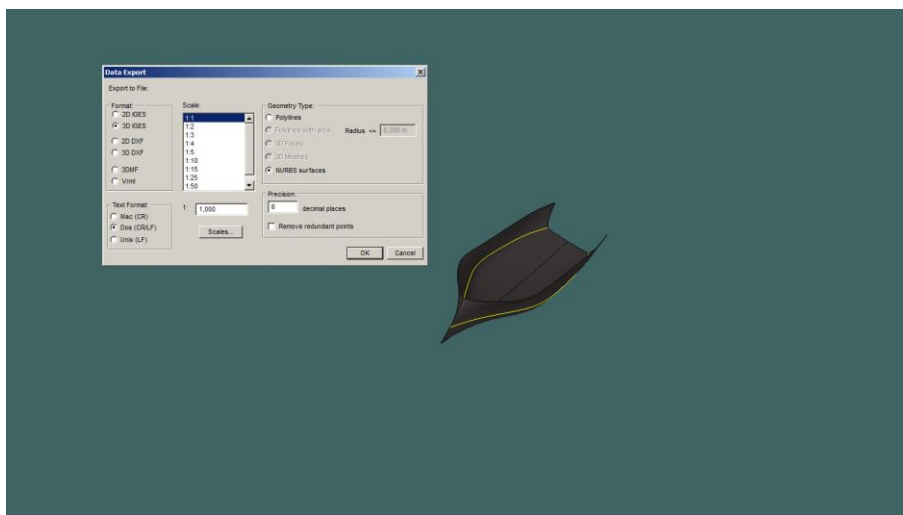 Data Export
Export to File:
Format:
2D IGES
3D IGES
2D DXF
3D DXF
3DMF
Vrml
Scale:
1:1
1:2
1:3
1:4
1:5
1:10
1:15
1:25
1:50
Geometry Type:
Polylines
Polylines with arcs Radius <= 0,200 m
3D Faces
3D Meshes
NURBS surfaces
Text Format:
Mac (CR)
Dos (CR/LF)
Unix (LF)
1: 1,000
Scales...
Precision:
6 decimal places
Remove redundant points
OK Cancel